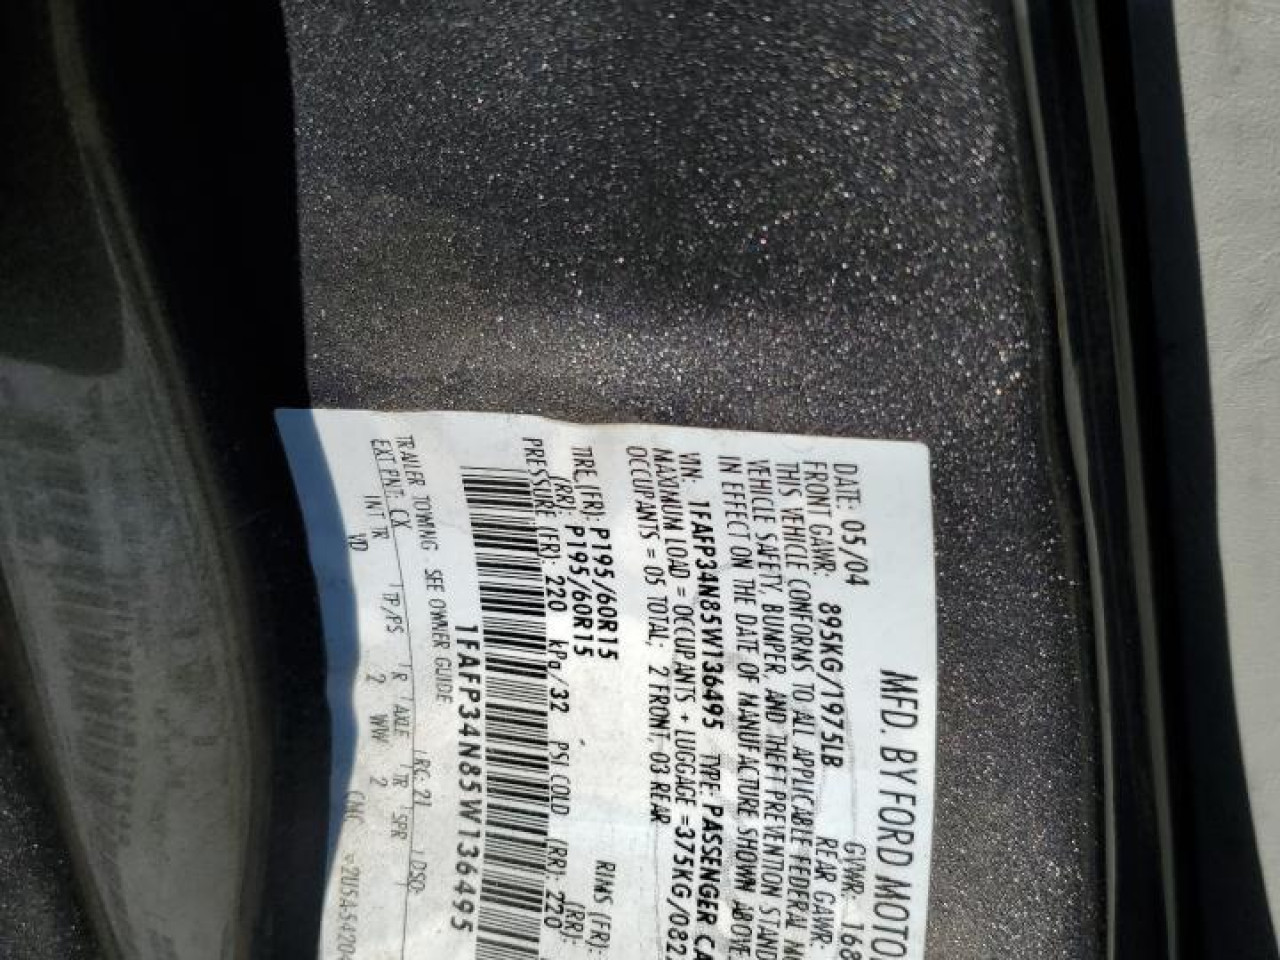 MFD. BY FORD MOTO
DATE: 05/04 GVWR: 168
FRONT GAWR: 895KG/1975LB REAR GAWR:
THIS VEHICLE CONFORMS TO ALL APPLICABLE FEDERAL M
VEHICLE SAFETY, BUMPER, AND THEFT PREVENTION STAND
IN EFFECT ON THE DATE OF MANUFACTURE SHOWN ABOVE.
VIN: 1FAFP34N85W136495 TYPE: PASSENGER CA
MAXIMUM LOAD = OCCUPANTS + LUGGAGE =375KG/082
OCCUPANTS = 05 TOTAL; 2 FRONT, 03 REAR
TIRE (FR): P195/60R15 RIMS (FR):
(RR): P195/60R15 (RR):
PRESSURE (FR): 220 kPa/32 PSI COLD (RR): 220
1FAFP34N85W136495
TRAILER TOWING SEE OWNER GUIDE
EXT PNT: CX RC: 21 DSO:
INT TR TP/PS R AXLE TR SPR
VD 2 WW 2